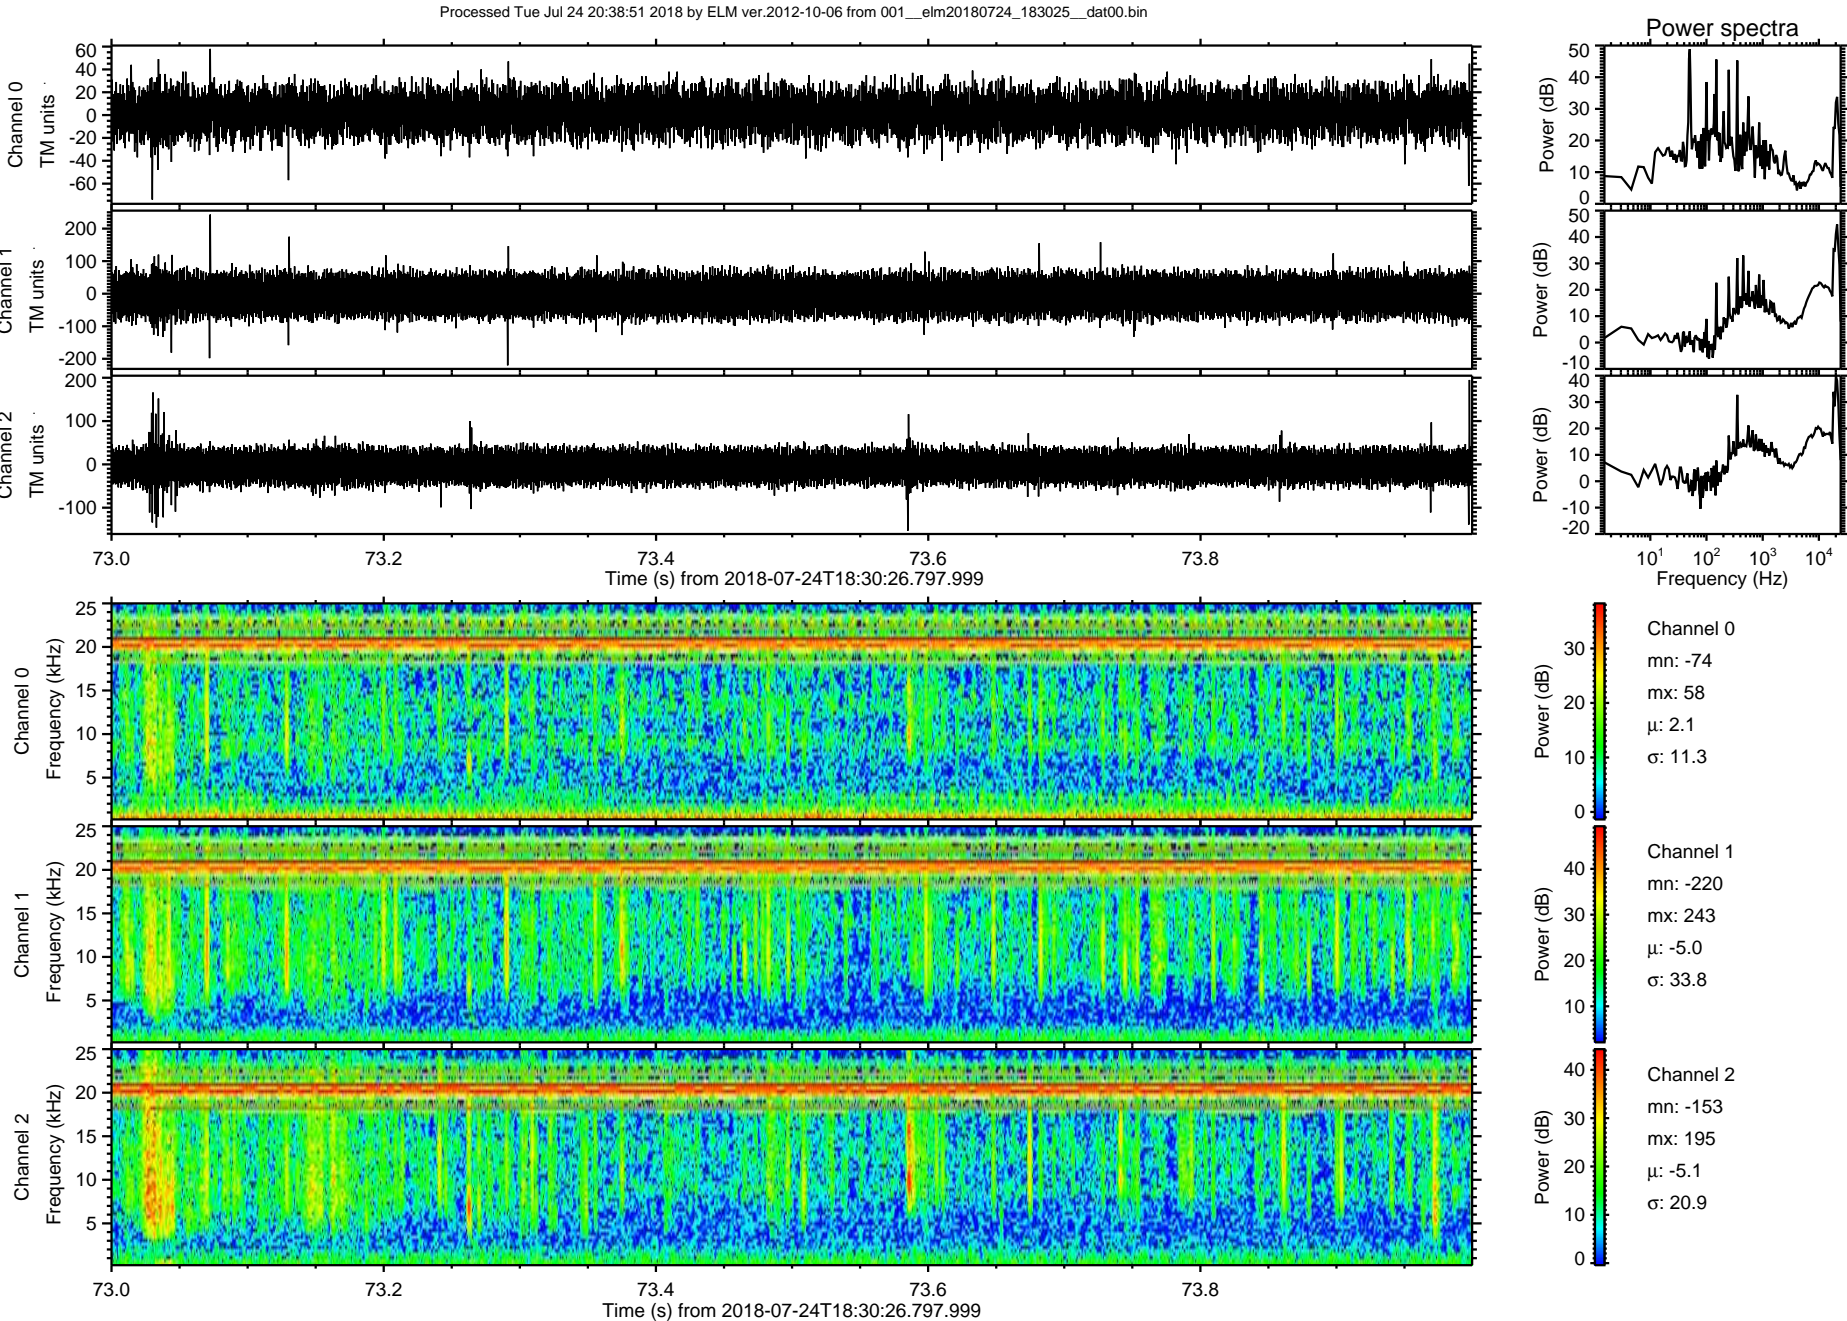 Processed Tue Jul 24 20:38:51 2018 by ELM ver.2012-10-06 from 001__elm20180724_183025__dat00.bin
Power spectra
Channel 0
TM units
60
40
20
0
-20
-40
-60
Power (dB)
50
40
30
20
10
0
Channel 1
TM units
200
100
0
-100
-200
Power (dB)
50
40
30
20
10
0
-10
Channel 2
TM units
200
100
0
-100
Power (dB)
40
30
20
10
0
-10
-20
73.0 73.2 73.4 73.6 73.8
Time (s) from 2018-07-24T18:30:26.797.999
10^1 10^2 10^3 10^4
Frequency (Hz)
Channel 0
Frequency (kHz)
25
20
15
10
5
Power (dB)
30
20
10
0
Channel 0
mn: -74
mx: 58
μ: 2.1
σ: 11.3
Channel 1
Frequency (kHz)
25
20
15
10
5
Power (dB)
40
30
20
10
Channel 1
mn: -220
mx: 243
μ: -5.0
σ: 33.8
Channel 2
Frequency (kHz)
25
20
15
10
5
Power (dB)
40
30
20
10
0
Channel 2
mn: -153
mx: 195
μ: -5.1
σ: 20.9
73.0 73.2 73.4 73.6 73.8
Time (s) from 2018-07-24T18:30:26.797.999